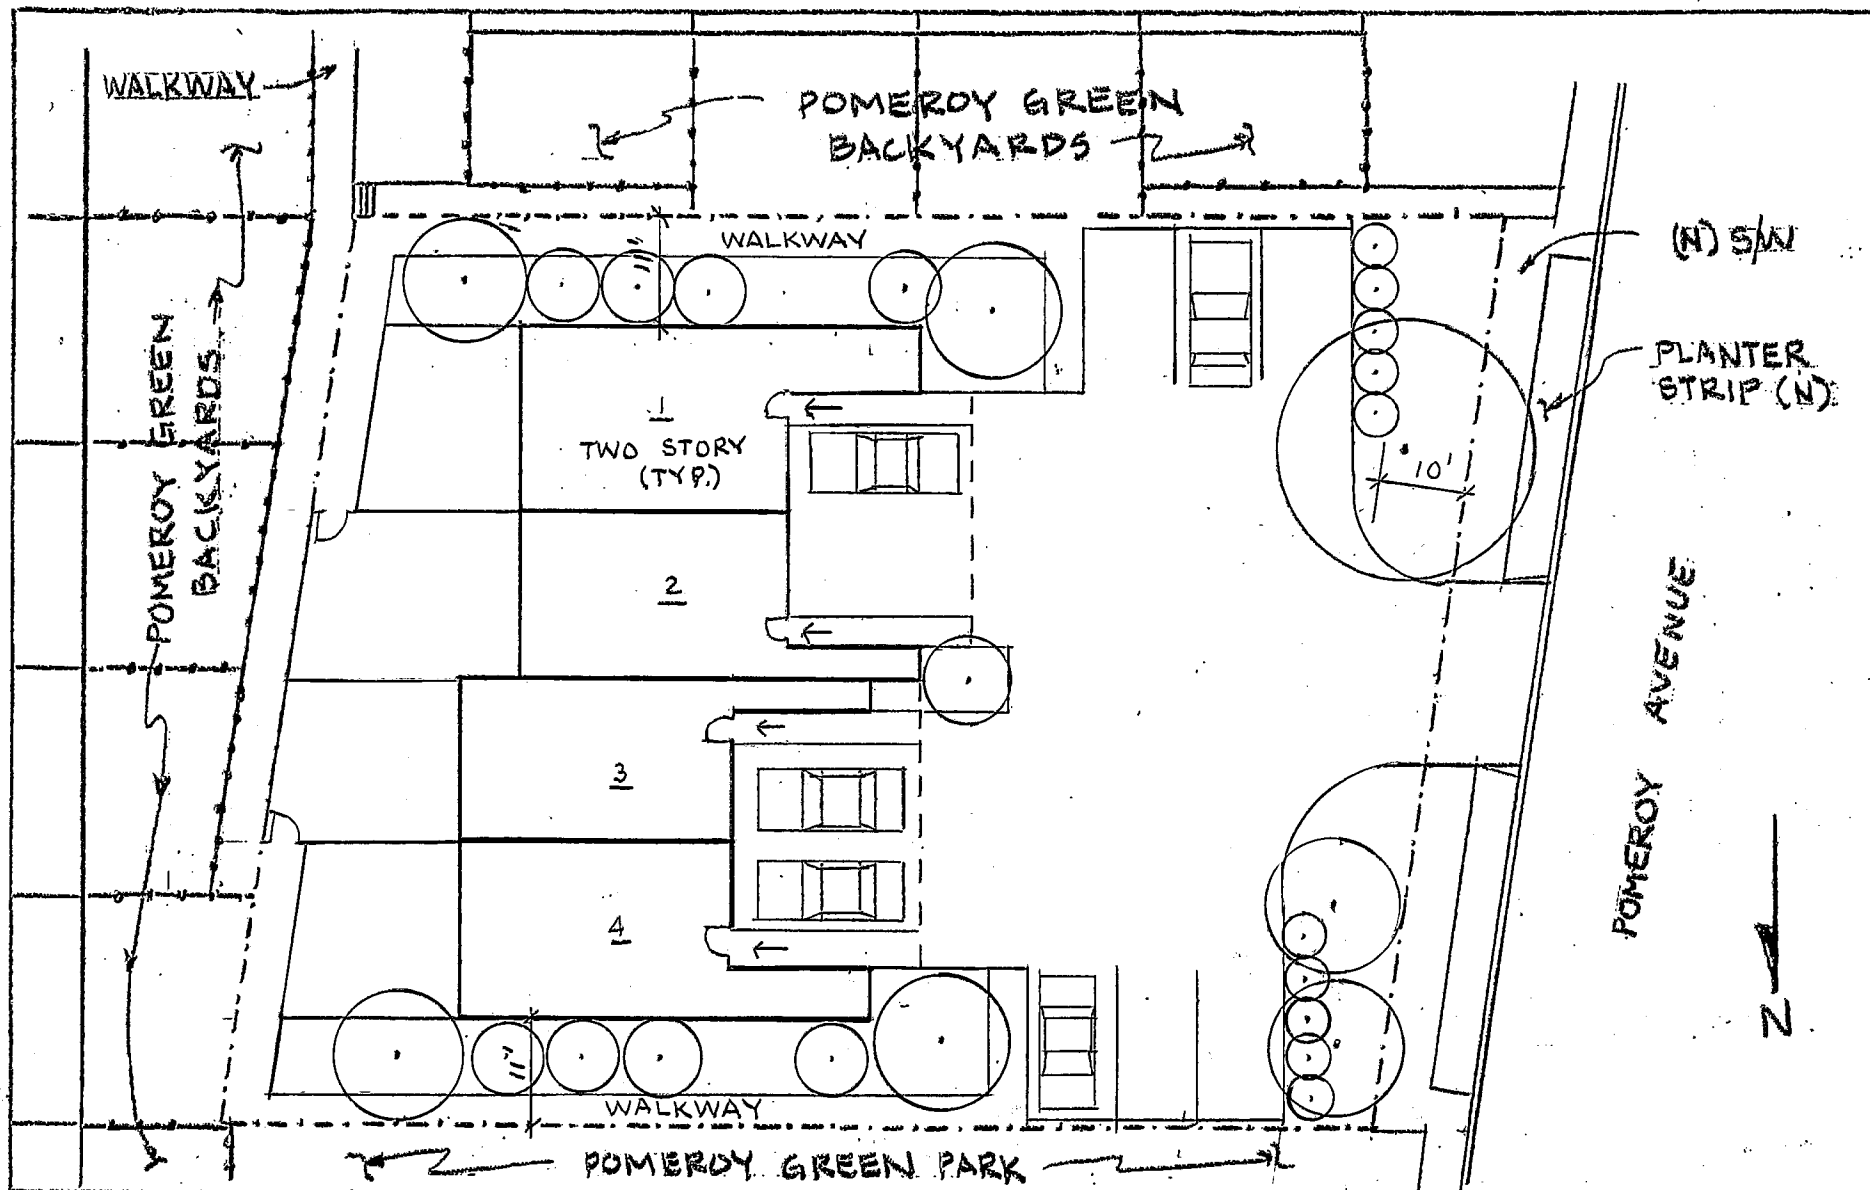 WALKWAY
POMEROY GREEN
BACKYARDS
WALKWAY
11'
(N) S/W
PLANTER
STRIP (N)
10'
1
TWO STORY
(TYP.)
2
3
4
POMEROY GREEN
BACKYARDS
POMEROY AVENUE
N
11'
WALKWAY
POMEROY GREEN PARK